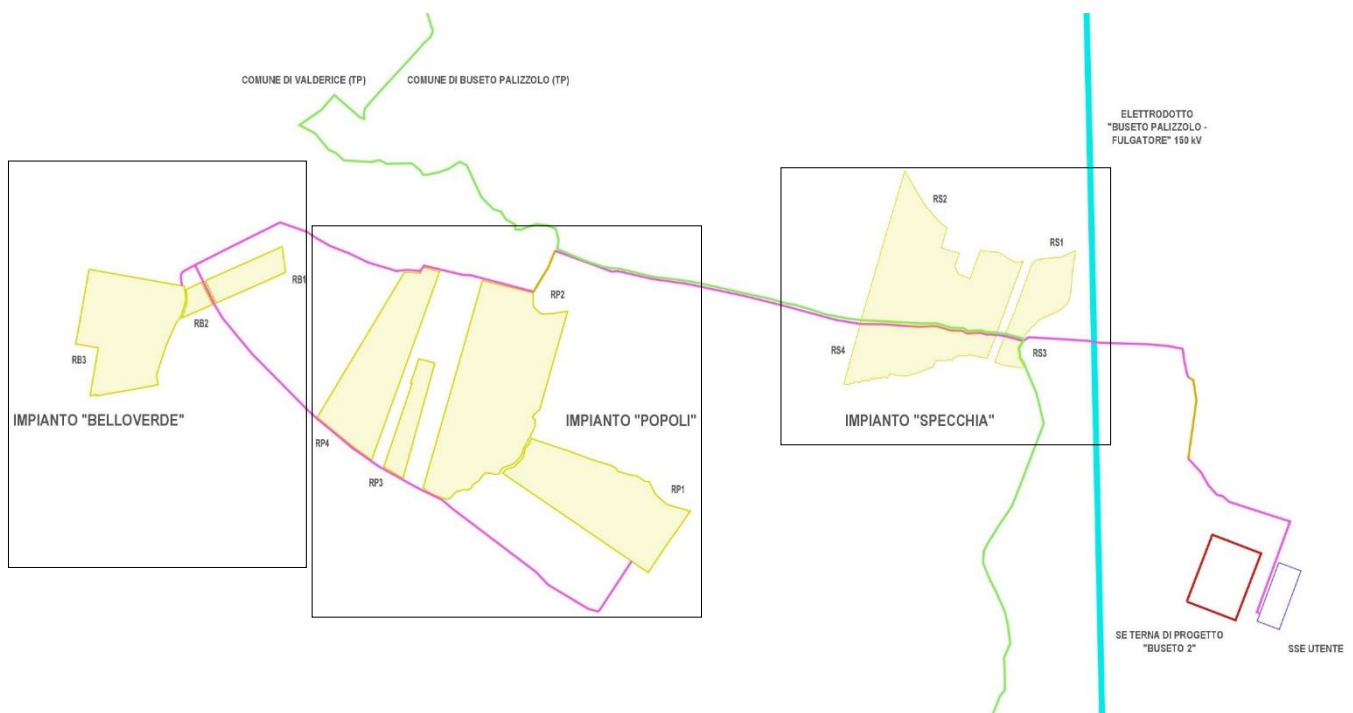 COMUNE DI VALDERICE (TP)
COMUNE DI BUSETO PALIZZOLO (TP)
ELETTRODOTTO
"BUSETO PALIZZOLO -
FULGATORE" 150 kV
RS2
RS1
RB1
RP2
RB2
RS4
RS3
RB3
IMPIANTO "BELLOVERDE"
IMPIANTO "POPOLI"
IMPIANTO "SPECCHIA"
RP4
RP3
RP1
SE TERNA DI PROGETTO
"BUSETO 2"
SSE UTENTE